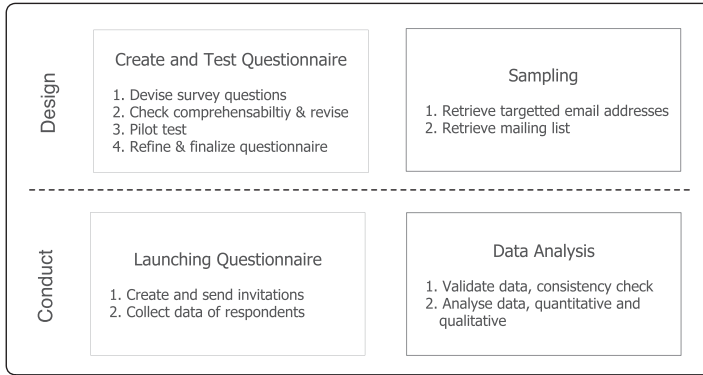 Design
Create and Test Questionnaire
1. Devise survey questions
2. Check comprehensabiltiy & revise
3. Pilot test
4. Refine & finalize questionnaire
Sampling
1. Retrieve targetted email addresses
2. Retrieve mailing list
Conduct
Launching Questionnaire
1. Create and send invitations
2. Collect data of respondents
Data Analysis
1. Validate data, consistency check
2. Analyse data, quantitative and
qualitative